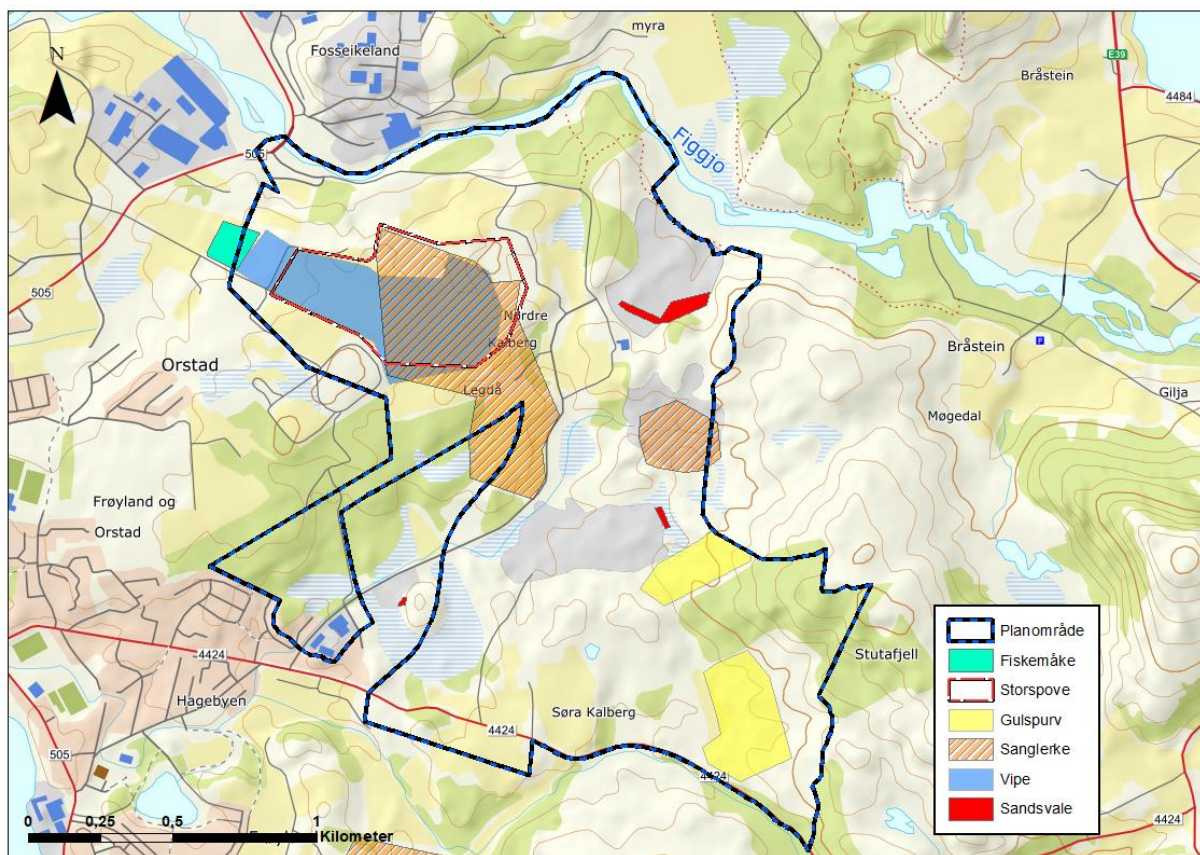 N
Fosseikeland
myra
Bråstein
E39
4484
Figgjo
505
505
Orstad
Nordre
Kalberg
Legdå
Bråstein
P
Gilja
Møgedal
Frøyland og
Orstad
4424
Hagebyen
4424
Søra Kalberg
Stutafjell
505
4424
4424
0 0,25 0,5 1 Kilometer
Planområde
Fiskemåke
Storspove
Gulspurv
Sanglerke
Vipe
Sandsvale